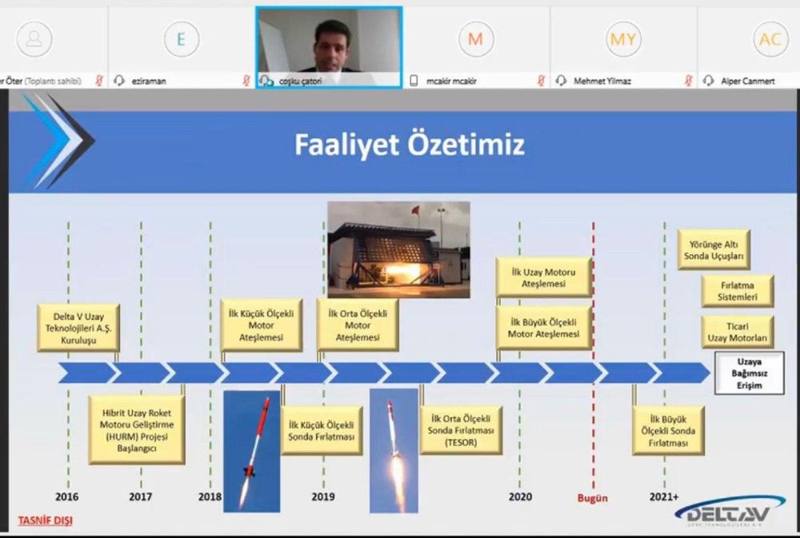 E
M
MY
AC
r Öter (Toplantı sahibi)
eziraman
coşku çatori
mcakir mcakir
Mehmet Yilmaz
Alper Canmert
Faaliyet Özetimiz
Delta V Uzay
Teknolojileri A.Ş.
Kuruluşu
İlk Küçük Ölçekli
Motor
Ateşlemesi
İlk Orta Ölçekli
Motor
Ateşlemesi
İlk Uzay Motoru
Ateşlemesi
İlk Büyük Ölçekli
Motor Ateşlemesi
Yörünge Altı
Sonda Uçuşları
Fırlatma
Sistemleri
Ticari
Uzay Motorları
Uzaya
Bağımsız
Erişim
Hibrit Uzay Roket
Motoru Geliştirme
(HURM) Projesi
Başlangıcı
İlk Küçük Ölçekli
Sonda Fırlatması
İlk Orta Ölçekli
Sonda Fırlatması
(TESOR)
İlk Büyük
Ölçekli Sonda
Fırlatması
2016
2017
2018
2019
2020
Bugün
2021+
TASNİF DIŞI
DELTAV